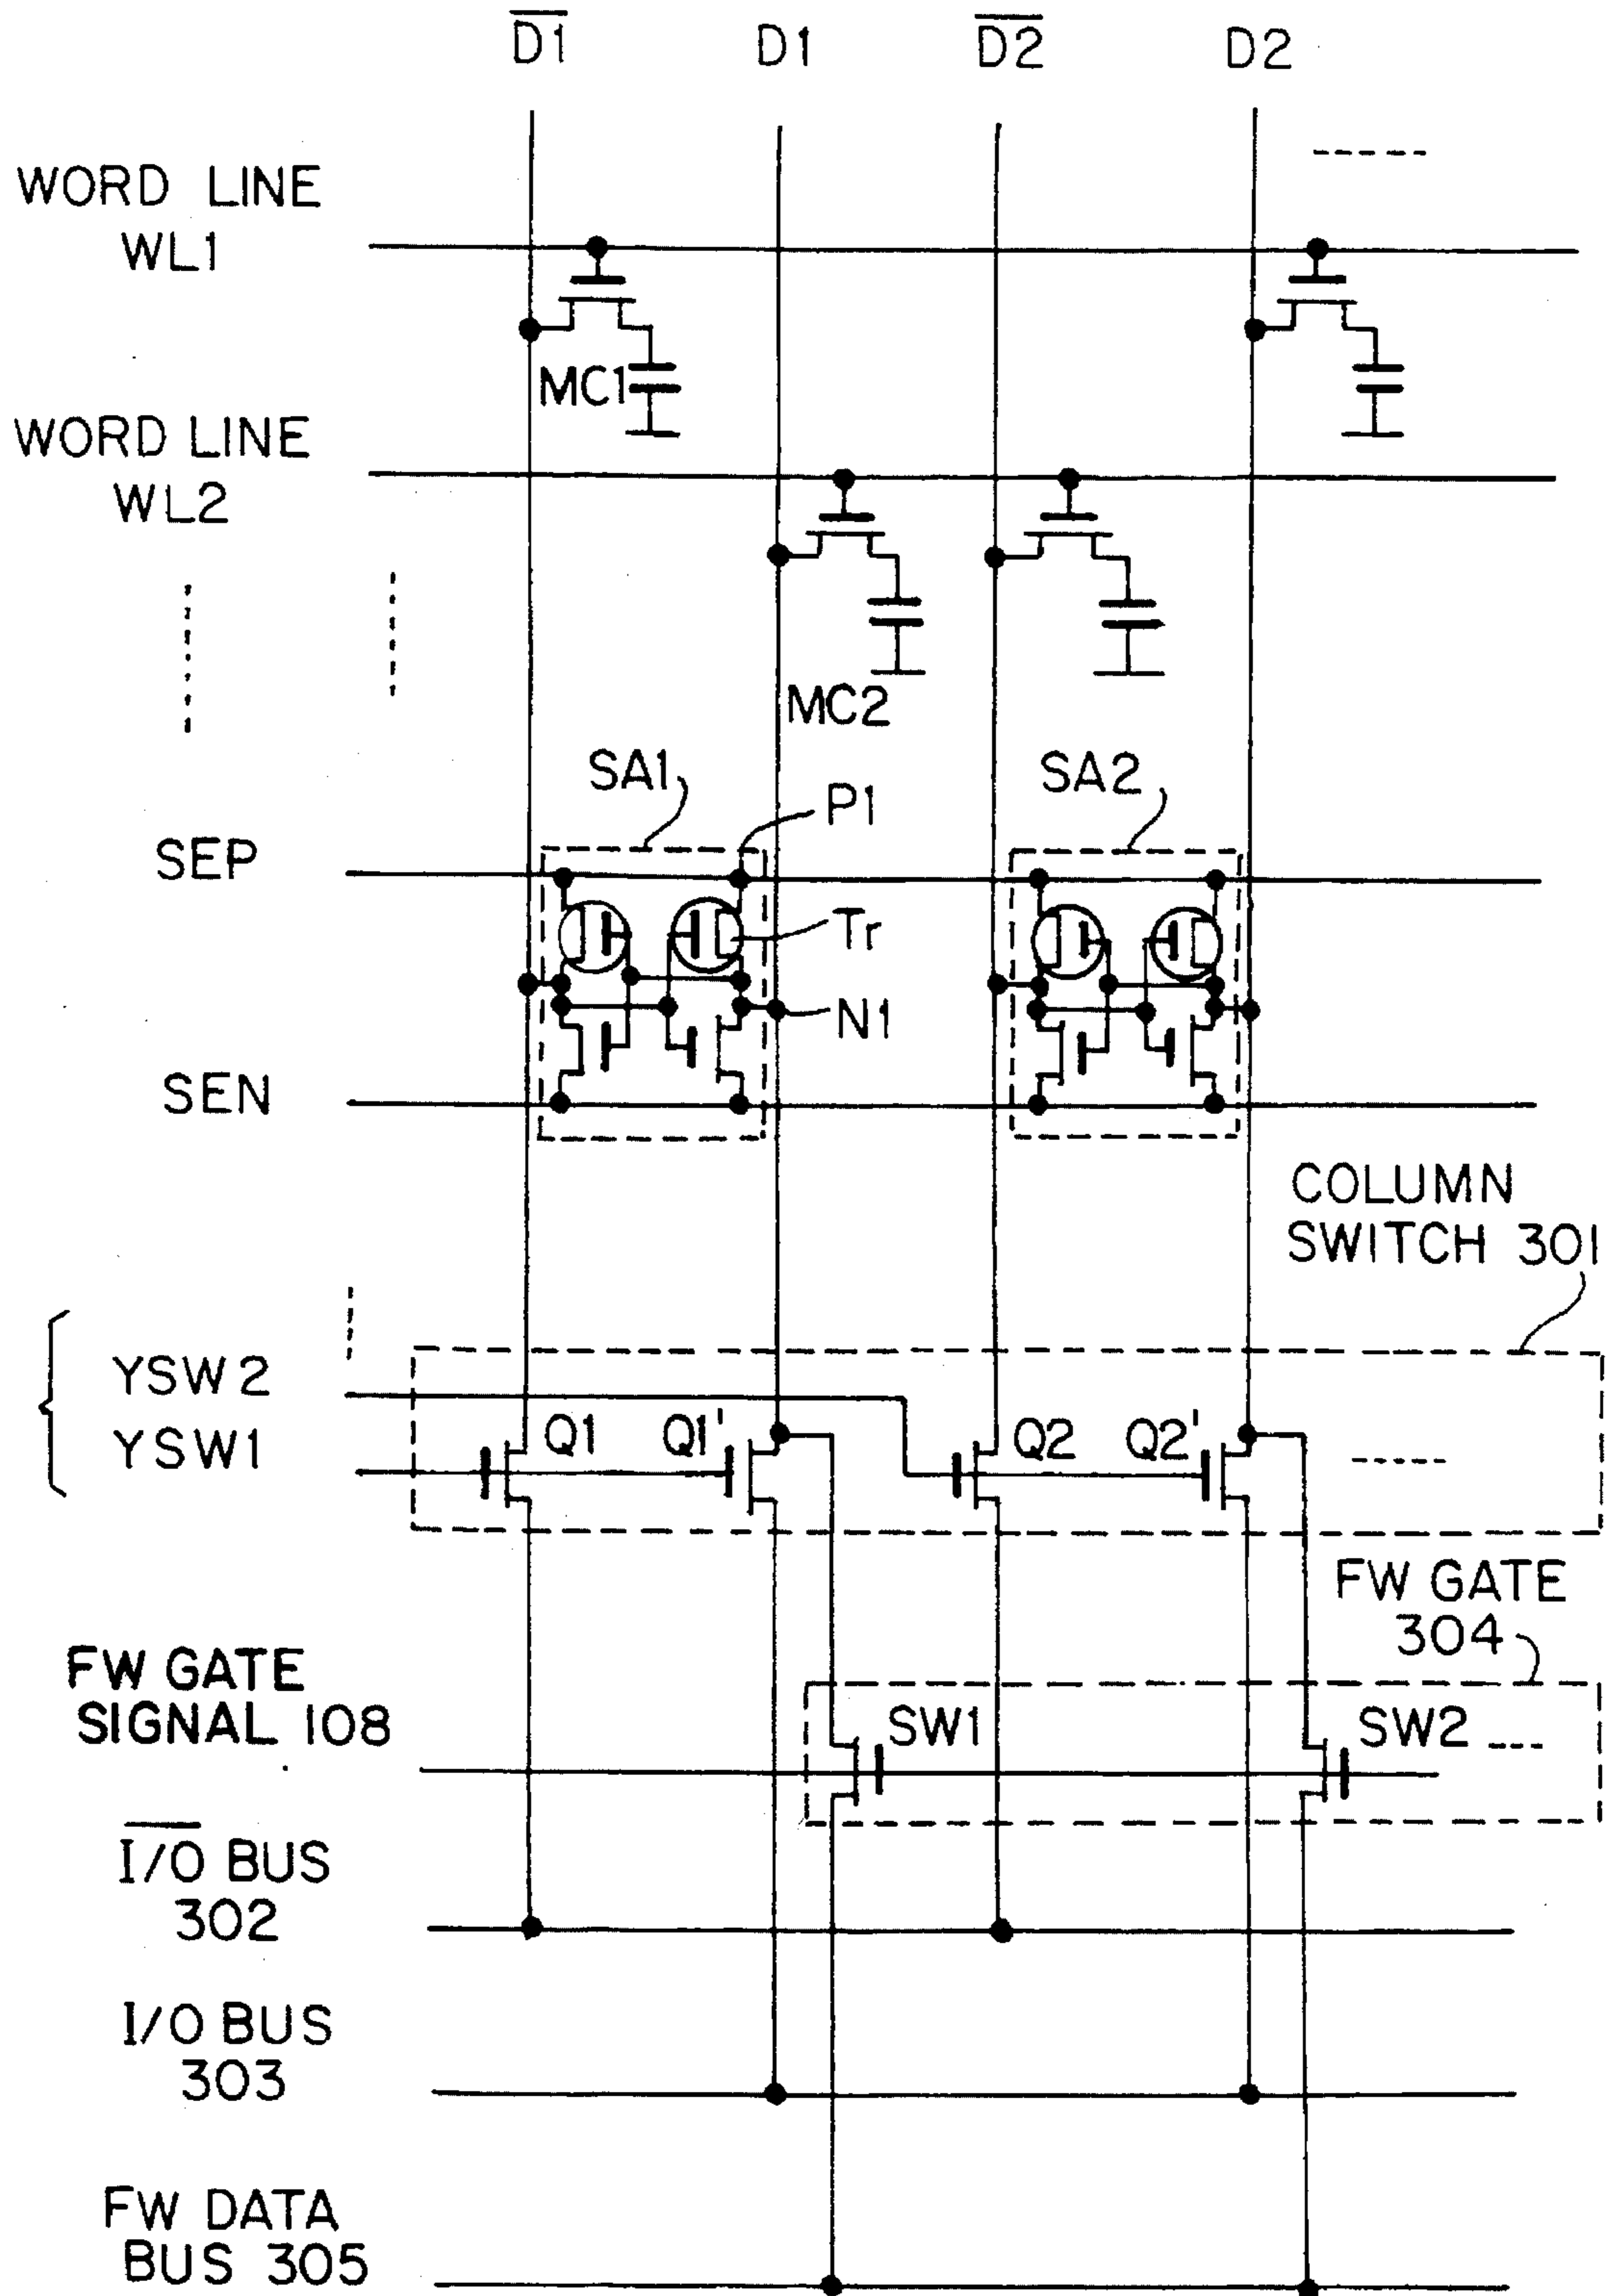 D1 D1 D2 D2
WORD LINE
WL1
MC1
WORD LINE
WL2
MC2
SA1
P1
SA2
SEP
Tr
N1
SEN
COLUMN
SWITCH 301
YSW2
YSW1
Q1
Q1'
Q2
Q2'
FW GATE
304
FW GATE
SIGNAL 108
SW1
SW2
I/O BUS
302
I/O BUS
303
FW DATA
BUS 305